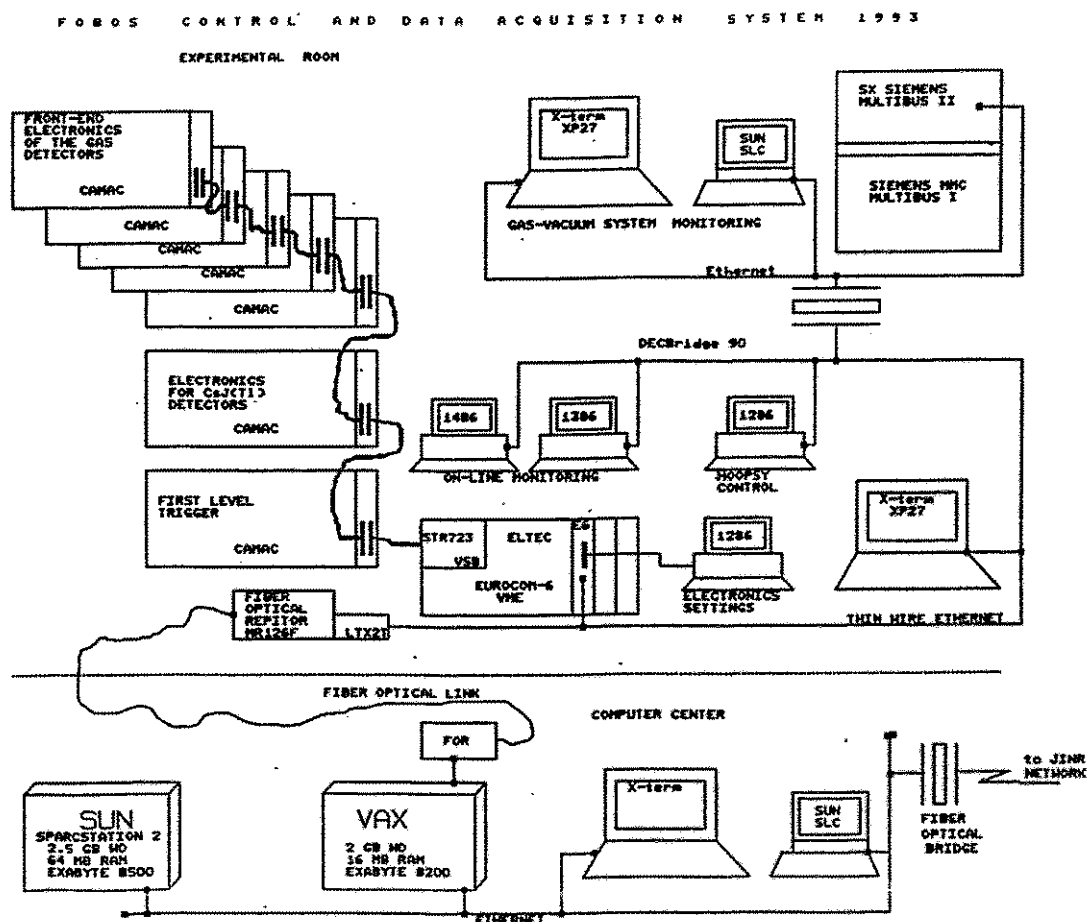 FOBOS CONTROL AND DATA ACQUISITION SYSTEM 1993
EXPERIMENTAL ROOM
FRONT-END
ELECTRONICS
OF THE GAS
DETECTORS
CAMAC
CAMAC
CAMAC
CAMAC
CAMAC
X-term
XP27
SUN
SLC
GAS-VACUUM SYSTEM MONITORING
SX SIEMENS
MULTIBUS II
SIEMENS MMC
MULTIBUS I
Ethernet
DECBridge 90
ELECTRONICS
FOR CsJ(Tl)
DETECTORS
CAMAC
i486
i386
ON-LINE MONITORING
i286
MOOPSY
CONTROL
FIRST LEVEL
TRIGGER
CAMAC
STR723
VSB
ELTEC
E6
EUROCOM-6
VME
i286
ELECTRONICS
SETTINGS
X-term
XP27
THIN WIRE ETHERNET
FIBER
OPTICAL
REPITOR
MR126F
LTX2T
FIBER OPTICAL LINK
COMPUTER CENTER
FOR
to JINR
NETWORK
FIBER
OPTICAL
BRIDGE
SUN
SPARCSTATION 2
2.5 GB WD
64 MB RAM
EXABYTE 8500
VAX
2 GB WD
16 MB RAM
EXABYTE 8200
X-term
SUN
SLC
ETHERNET